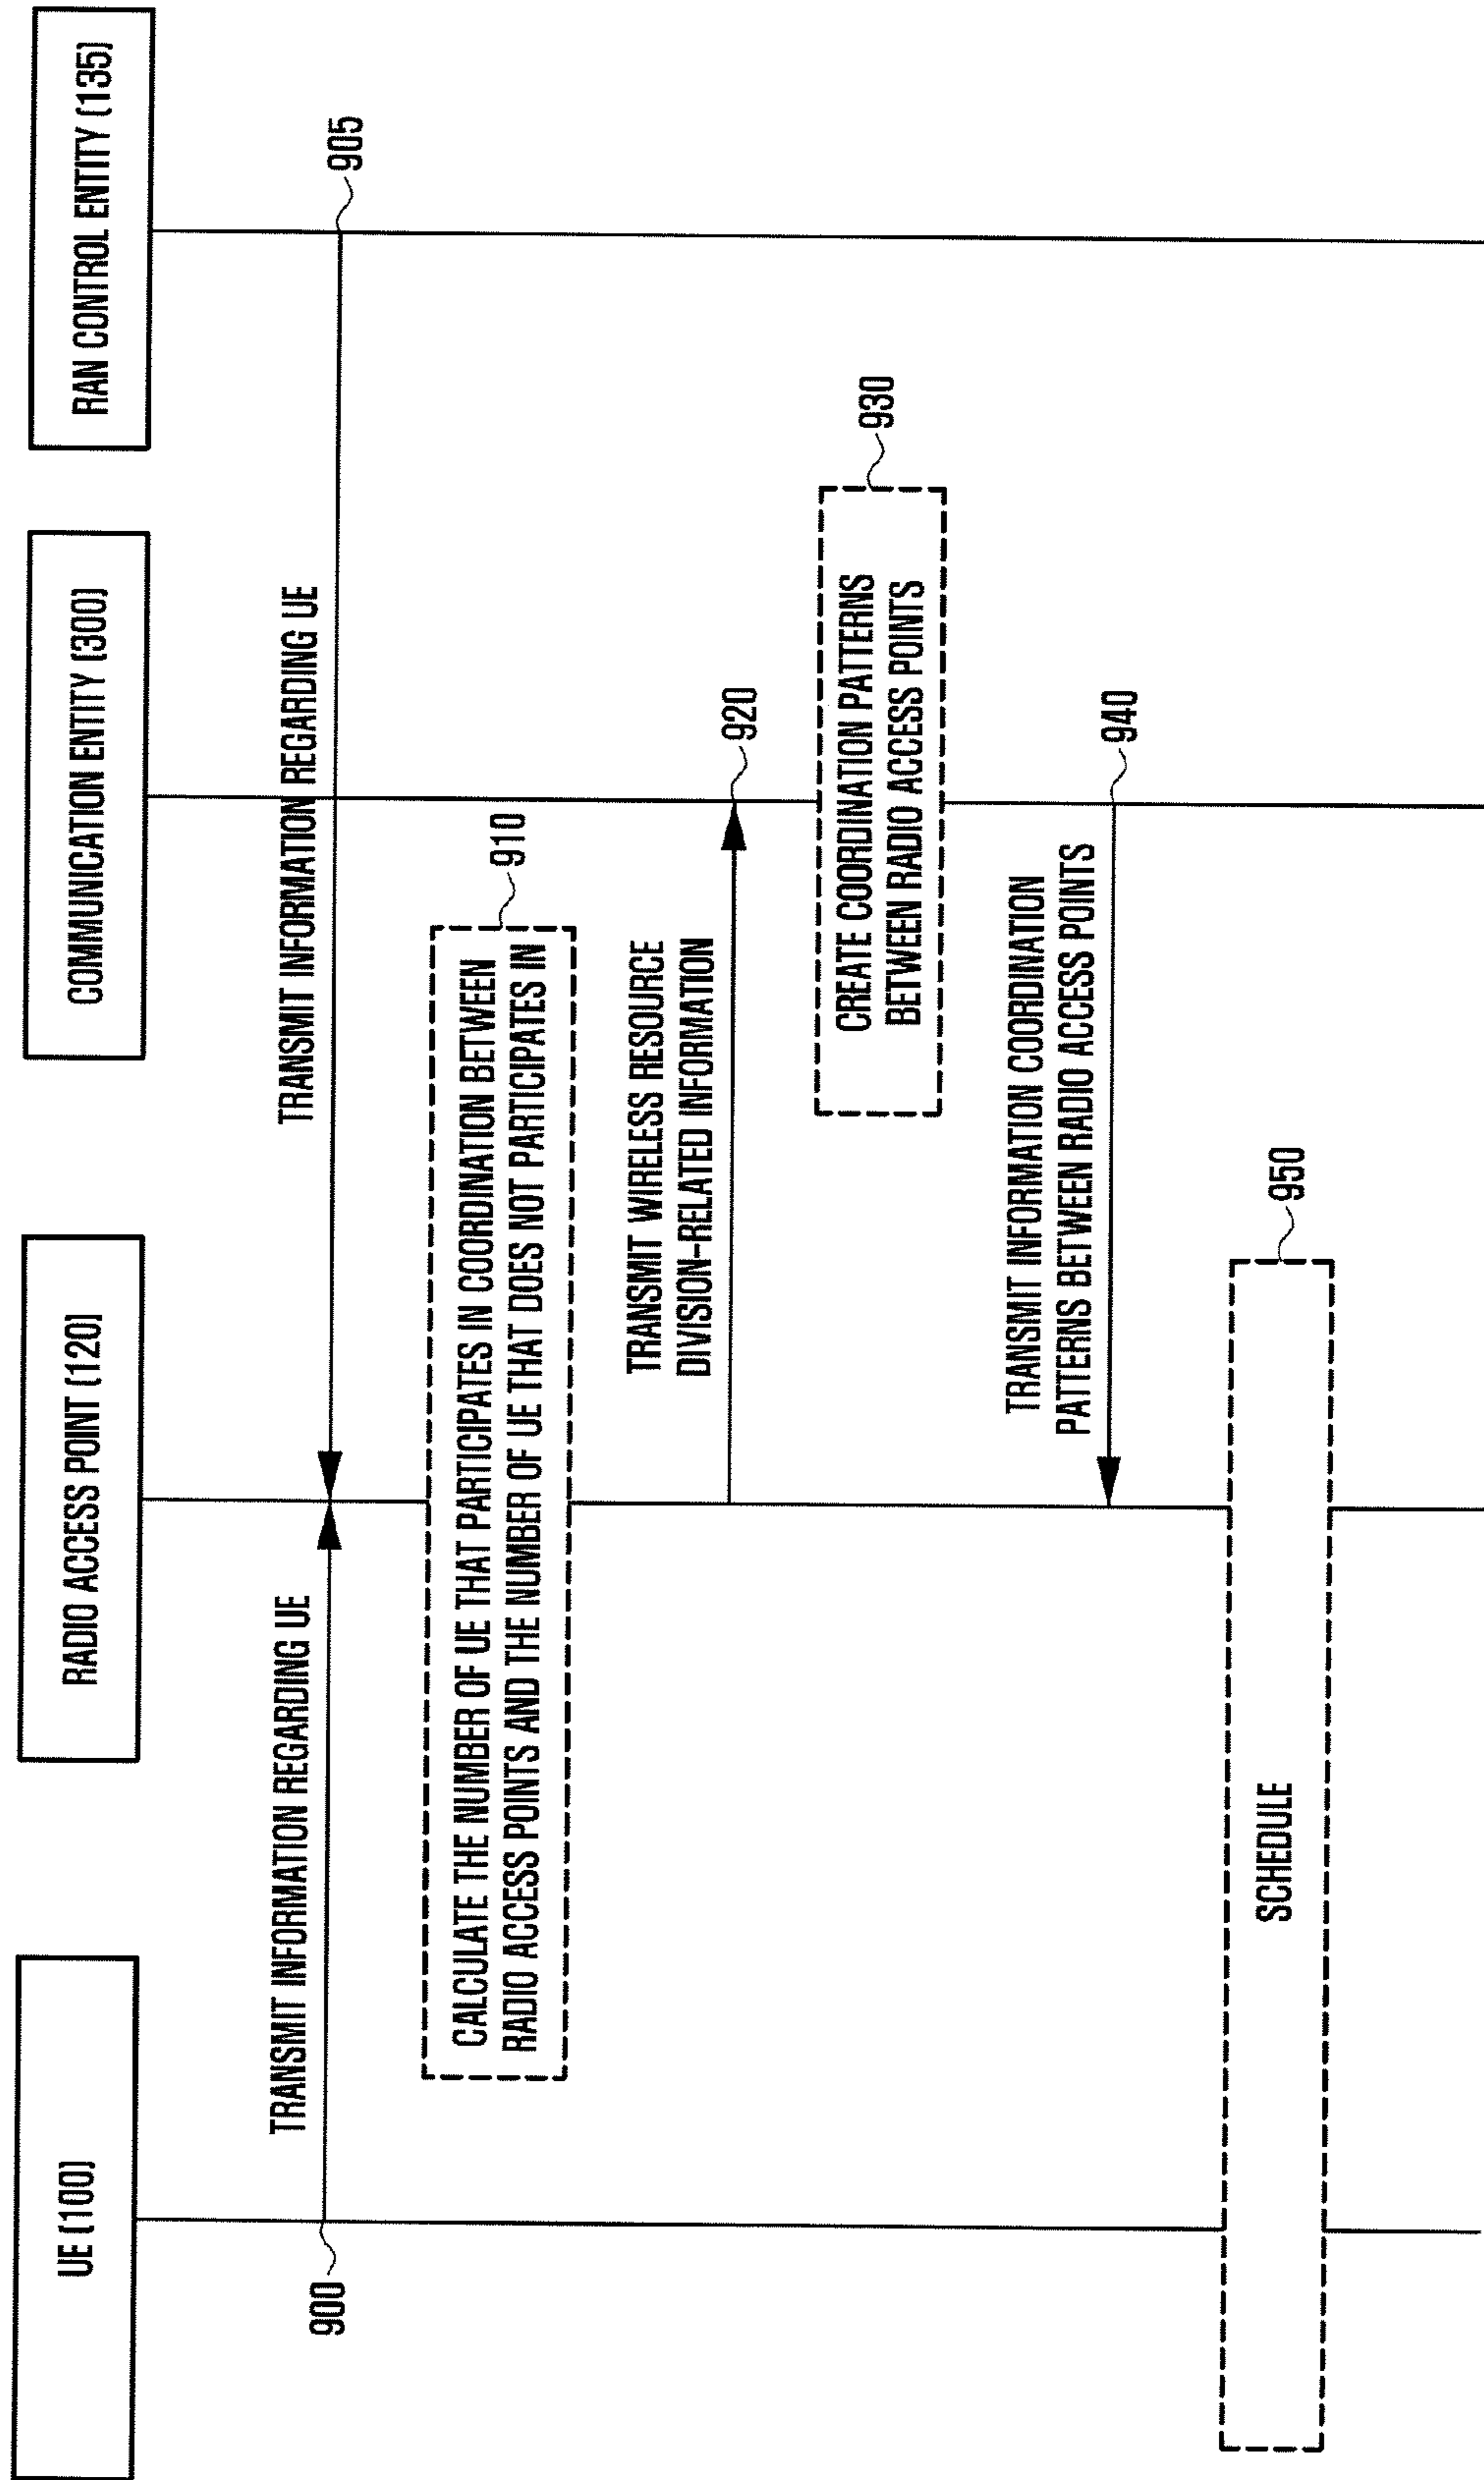 UE (100)
RADIO ACCESS POINT (120)
COMMUNICATION ENTITY (300)
RAN CONTROL ENTITY (135)
TRANSMIT INFORMATION REGARDING UE
TRANSMIT INFORMATION REGARDING UE
900
905
CALCULATE THE NUMBER OF UE THAT PARTICIPATES IN COORDINATION BETWEEN
RADIO ACCESS POINTS AND THE NUMBER OF UE THAT DOES NOT PARTICIPATES IN
910
TRANSMIT WIRELESS RESOURCE
DIVISION-RELATED INFORMATION
920
CREATE COORDINATION PATTERNS
BETWEEN RADIO ACCESS POINTS
930
TRANSMIT INFORMATION COORDINATION
PATTERNS BETWEEN RADIO ACCESS POINTS
940
SCHEDULE
950